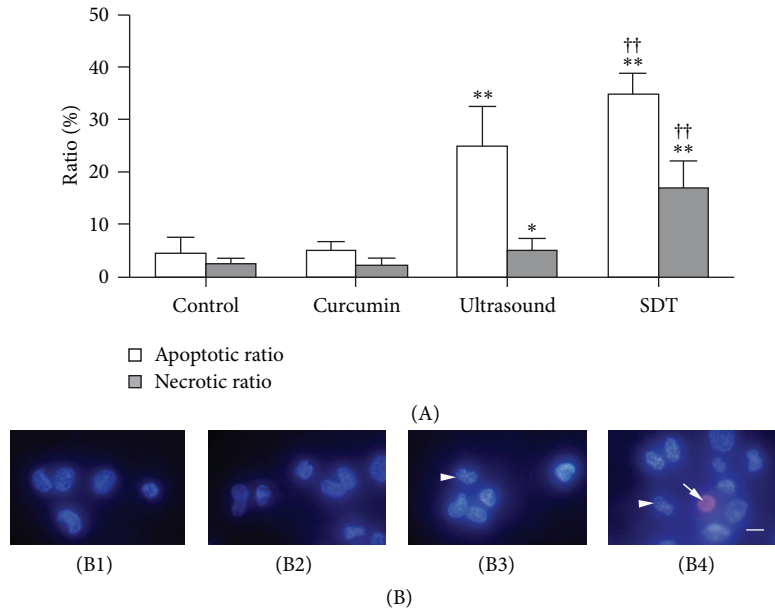 50
40
30
20
10
0
Ratio (%)
**
††
**
††
**
*
Control Curcumin Ultrasound SDT
Apoptotic ratio
Necrotic ratio
(A)
(B1) (B2) (B3) (B4)
(B)